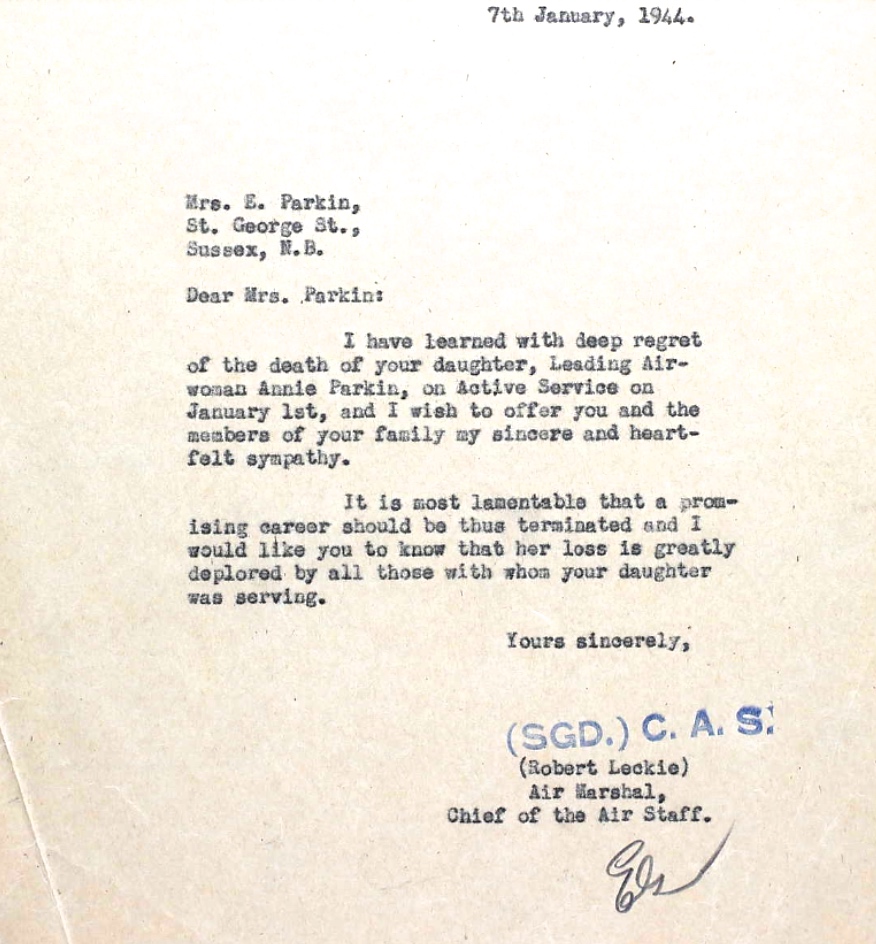 7th January, 1944.
Mrs. E. Parkin,
St. George St.,
Sussex, N.B.
Dear Mrs. Parkin:
I have learned with deep regret
of the death of your daughter, Leading Air-
woman Annie Parkin, on Active Service on
January 1st, and I wish to offer you and the
members of your family my sincere and heart-
felt sympathy.
It is most lamentable that a prom-
ising career should be thus terminated and I
would like you to know that her loss is greatly
deplored by all those with whom your daughter
was serving.
Yours sincerely,
(SGD.) C. A. S.
(Robert Leckie)
Air Marshal,
Chief of the Air Staff.